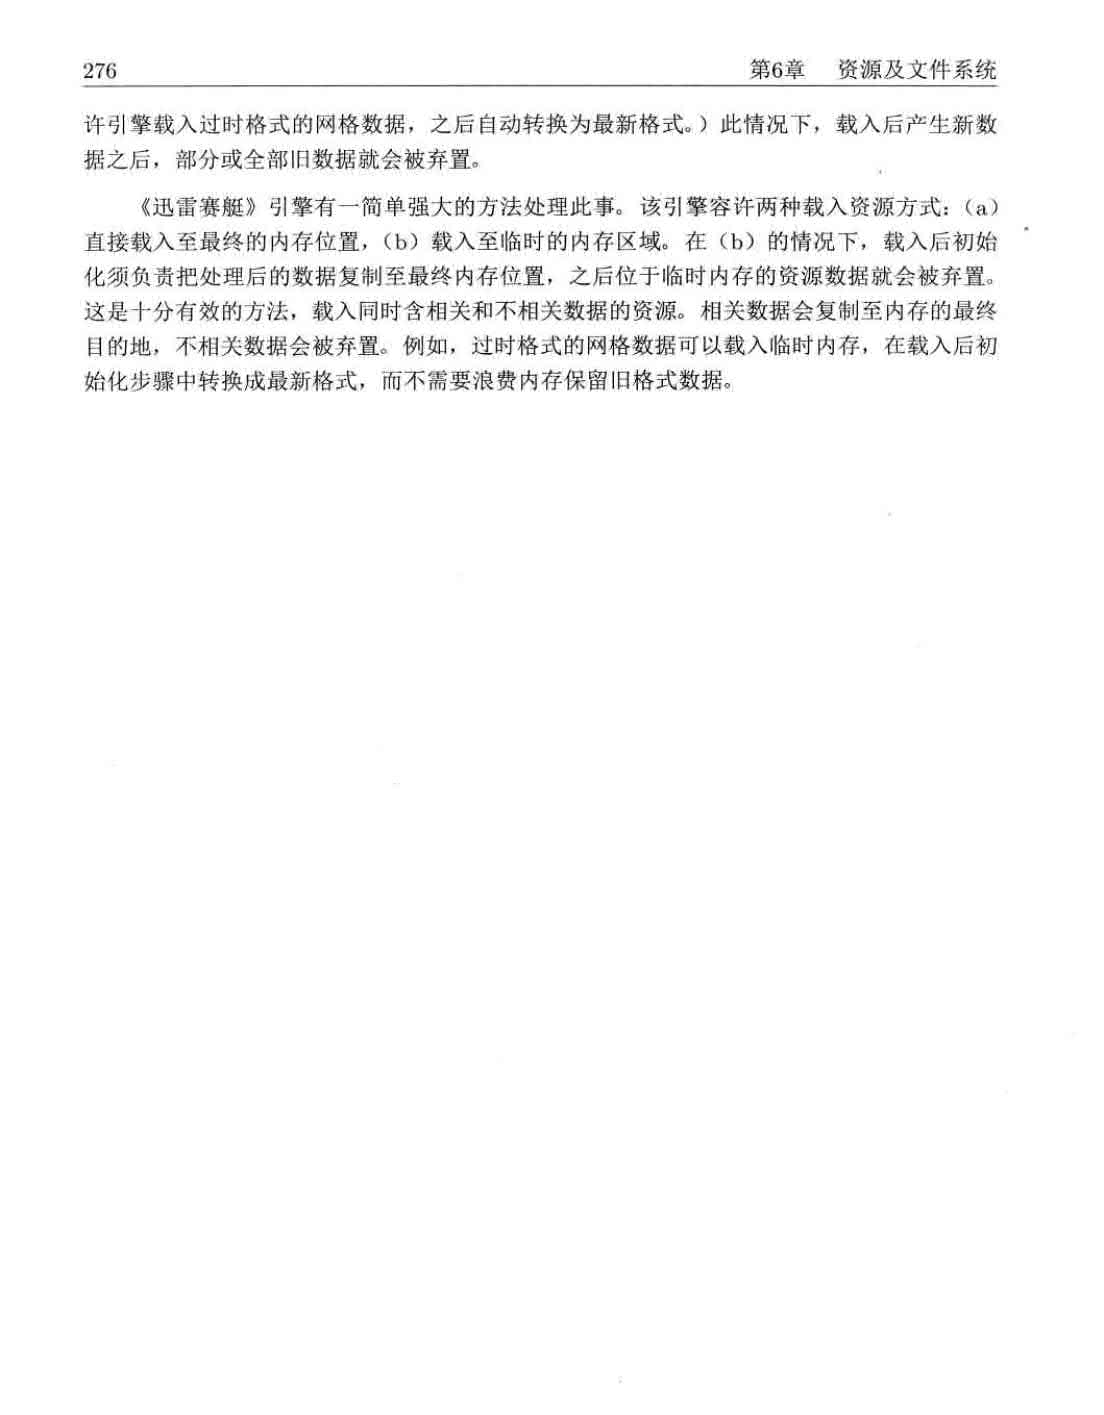 276
第6章 资源及文件系统
许引擎载入过时格式的网格数据，之后自动转换为最新格式。）此情况下，载入后产生新数
据之后，部分或全部旧数据就会被弃置。
《迅雷赛艇》引擎有一简单强大的方法处理此事。该引擎容许两种载入资源方式：（a）
直接载入至最终的内存位置，（b）载入至临时的内存区域。在（b）的情况下，载入后初始
化须负责把处理后的数据复制至最终内存位置，之后位于临时内存的资源数据就会被弃置。
这是十分有效的方法，载入同时含相关和不相关数据的资源。相关数据会复制至内存的最终
目的地，不相关数据会被弃置。例如，过时格式的网格数据可以载入临时内存，在载入后初
始化步骤中转换成最新格式，而不需要浪费内存保留旧格式数据。